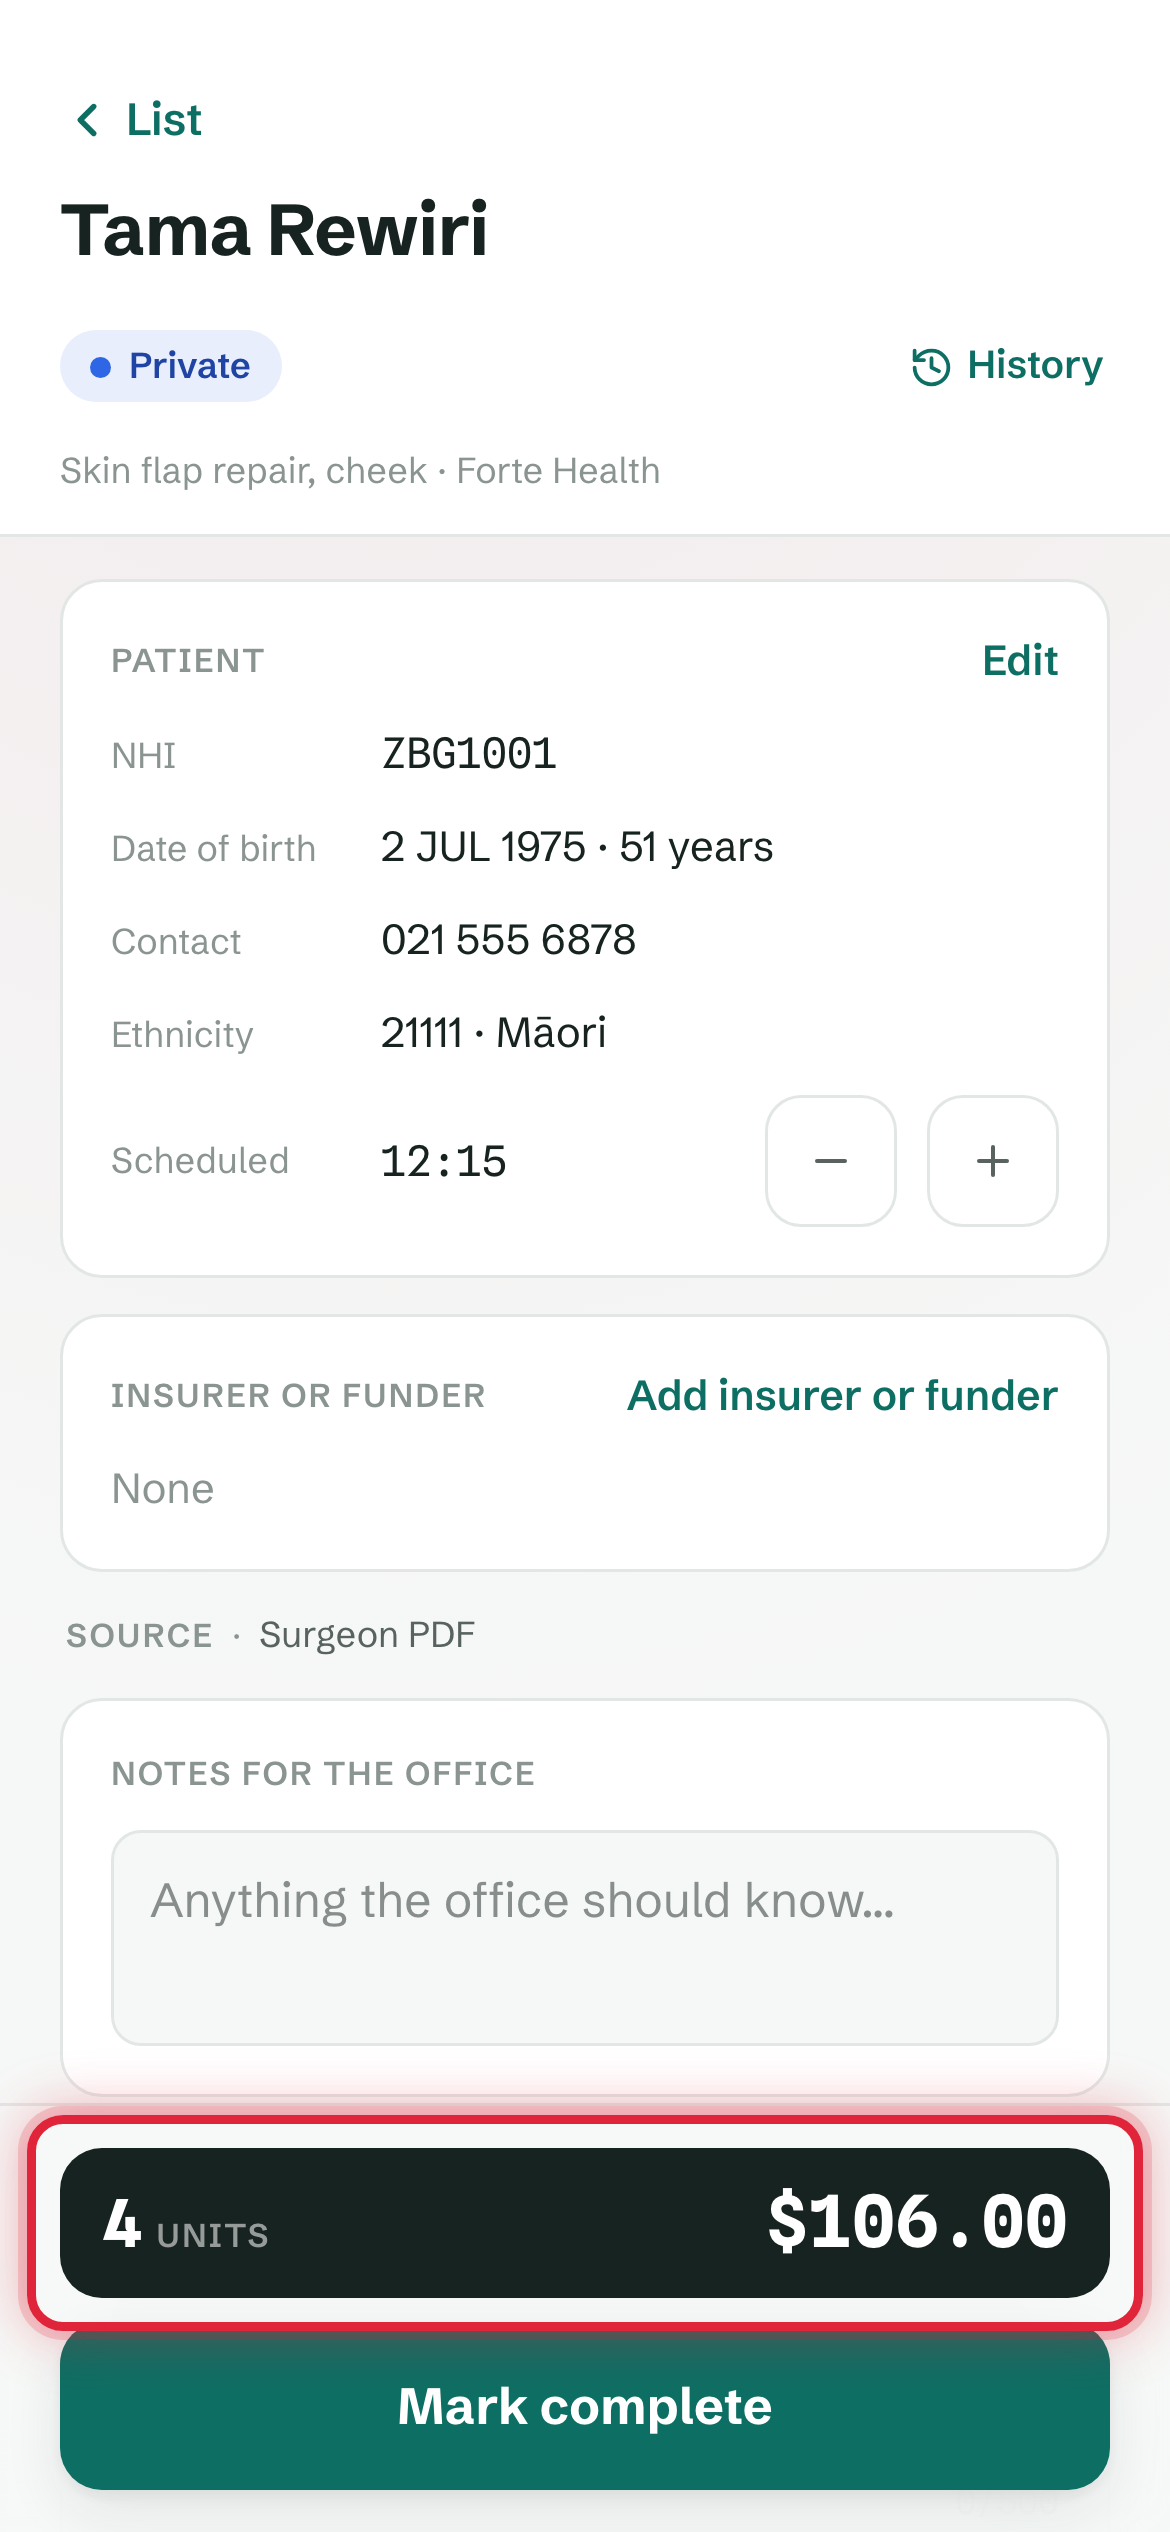 List
Tama Rewiri
Private
History
Skin flap repair, cheek · Forte Health
PATIENT
Edit
NHI ZBG1001
Date of birth 2 JUL 1975 · 51 years
Contact 021 555 6878
Ethnicity 21111 · Māori
Scheduled 12:15 − +
INSURER OR FUNDER
Add insurer or funder
None
SOURCE · Surgeon PDF
NOTES FOR THE OFFICE
Anything the office should know...
4 UNITS $106.00
Mark complete